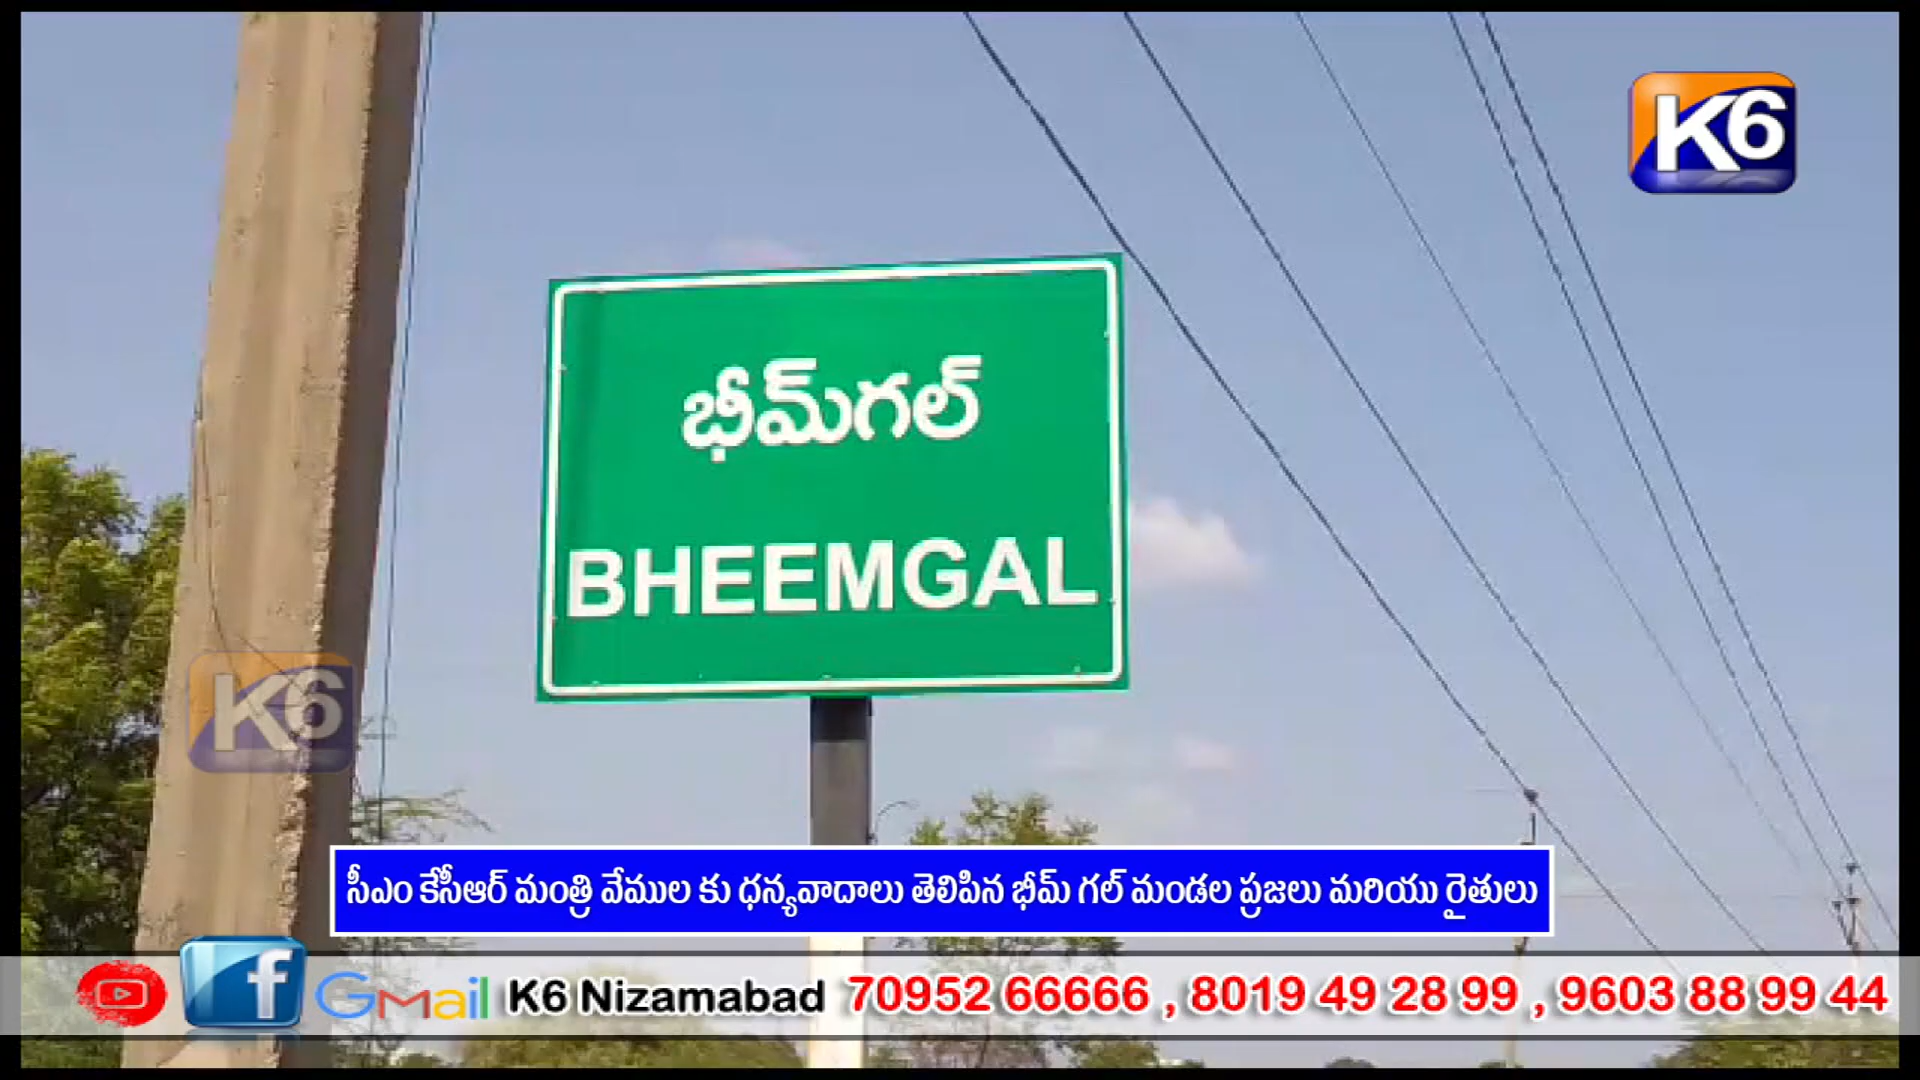 K6
భీమ్‌గల్
BHEEMGAL
K6
సీఎం కేసీఆర్ మంత్రి వేముల కు ధన్యవాదాలు తెలిపిన భీమ్ గల్ మండల ప్రజలు మరియు రైతులు
f Gmail K6 Nizamabad 70952 66666 , 8019 49 28 99 , 9603 88 99 44